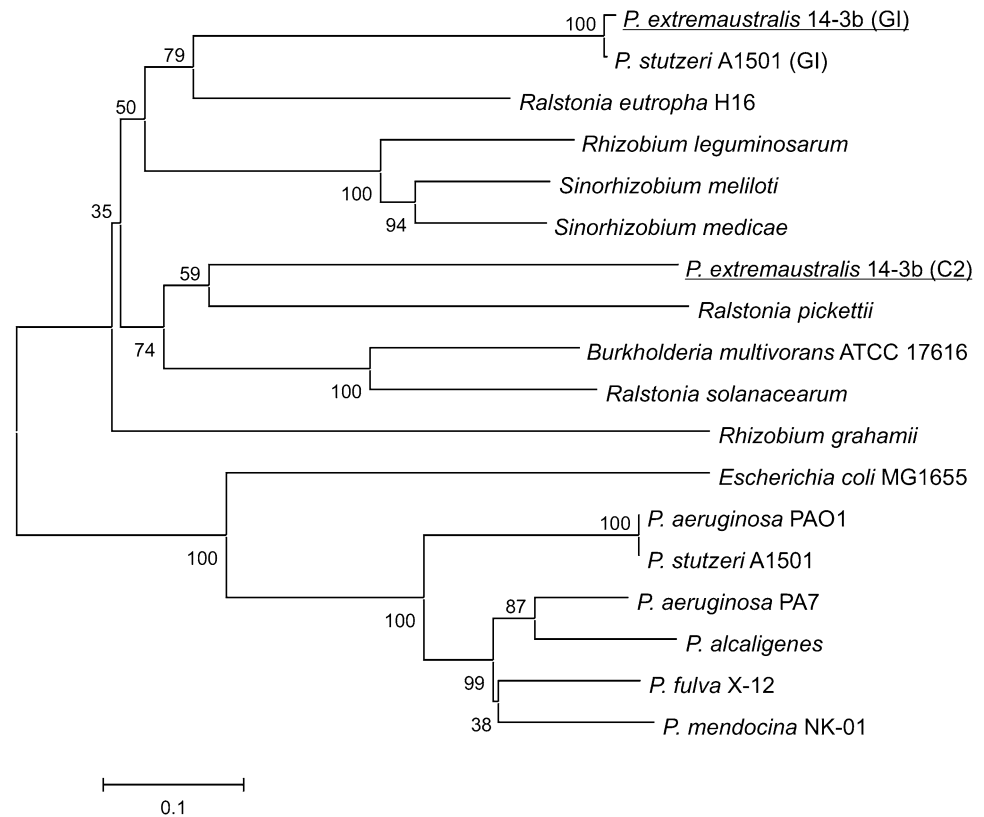 100
P. extremaustralis 14-3b (GI)
79
P. stutzeri A1501 (GI)
50
Ralstonia eutropha H16
Rhizobium leguminosarum
100
Sinorhizobium meliloti
35
94
Sinorhizobium medicae
59
P. extremaustralis 14-3b (C2)
Ralstonia pickettii
74
Burkholderia multivorans ATCC 17616
100
Ralstonia solanacearum
Rhizobium grahamii
Escherichia coli MG1655
100
P. aeruginosa PAO1
100
P. stutzeri A1501
87
P. aeruginosa PA7
100
P. alcaligenes
99
P. fulva X-12
38
P. mendocina NK-01
0.1